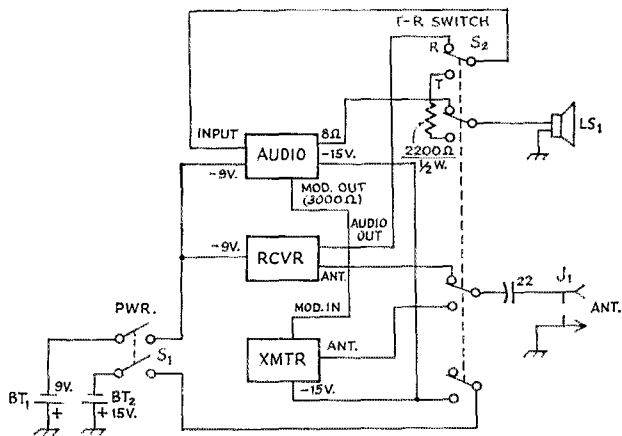 T-R SWITCH
R
S2
T
LS1
INPUT
8Ω
AUDIO
-15V.
2200Ω
½W.
-9V.
MOD. OUT
(3000Ω)
AUDIO
OUT
-9V.
RCVR
ANT.
22
J1
ANT.
MOD. IN
PWR.
XMTR
ANT.
S1
-15V.
BT1
9V.
+
BT2
+
15V.